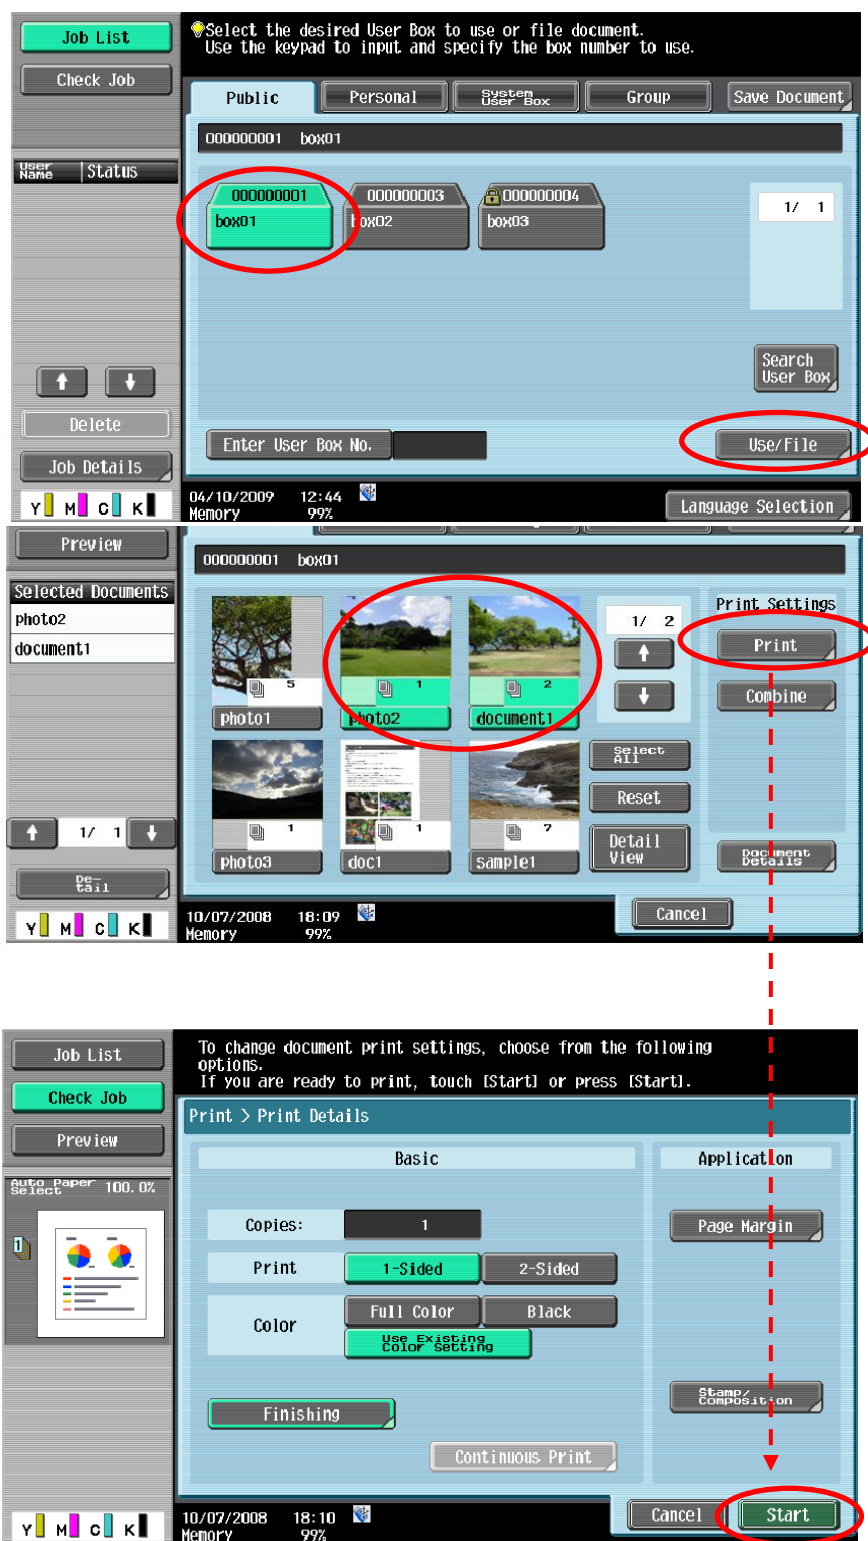 Job List
Select the desired User Box to use or file document.
Use the keypad to input and specify the box number to use.
Check Job
Public
Personal
System
User Box
Group
Save Document
000000001 box01
User
Name
Status
000000001
box01
000000003
box02
000000004
box03
1/ 1
Search
User Box
Delete
Enter User Box No.
Use/File
Job Details
04/10/2009 12:44
Memory 99%
Language Selection
Y M C K
Preview
000000001 box01
Selected Documents
photo2
document1
5
photo1
1
photo2
2
document1
1/ 2
Print Settings
Print
Combine
Select
All
Reset
Detail
View
1
photo3
1
doc1
7
sample1
Document
Details
1/ 1
De-
tail
10/07/2008 18:09
Memory 99%
Cancel
Y M C K
Job List
Check Job
Preview
To change document print settings, choose from the following
options.
If you are ready to print, touch [Start] or press [Start].
Print > Print Details
Auto Paper
Select
100.0%
1
Basic
Application
Copies:
1
Page Margin
Print
1-Sided
2-Sided
Color
Full Color
Black
Use Existing
Color Setting
Finishing
Stamp/
Composition
Continuous Print
10/07/2008 18:10
Memory 99%
Cancel
Start
Y M C K